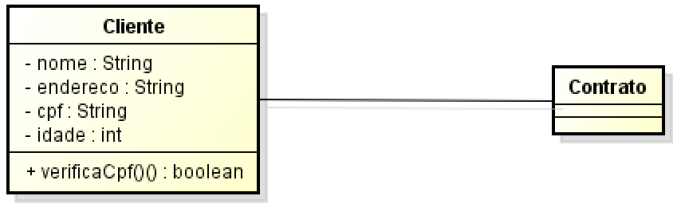 Cliente
- nome : String
- endereco : String
- cpf : String
- idade : int
+ verificaCpf()() : boolean
Contrato